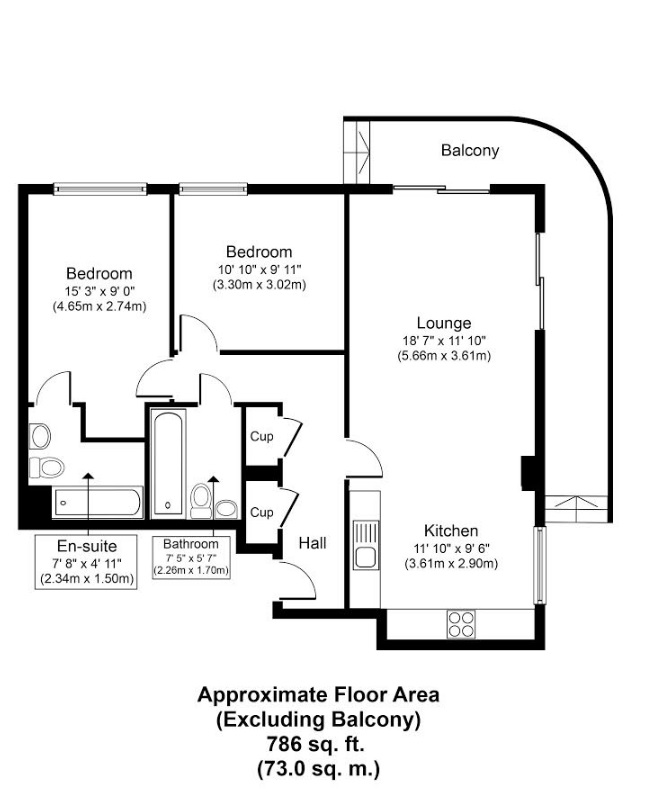 Balcony
Bedroom
15' 3" x 9' 0"
(4.65m x 2.74m)
Bedroom
10' 10" x 9' 11"
(3.30m x 3.02m)
Lounge
18' 7" x 11' 10"
(5.66m x 3.61m)
Cup
Cup
Hall
Kitchen
11' 10" x 9' 6"
(3.61m x 2.90m)
En-suite
7' 8" x 4' 11"
(2.34m x 1.50m)
Bathroom
7' 5" x 5' 7"
(2.26m x 1.70m)
Approximate Floor Area
(Excluding Balcony)
786 sq. ft.
(73.0 sq. m.)